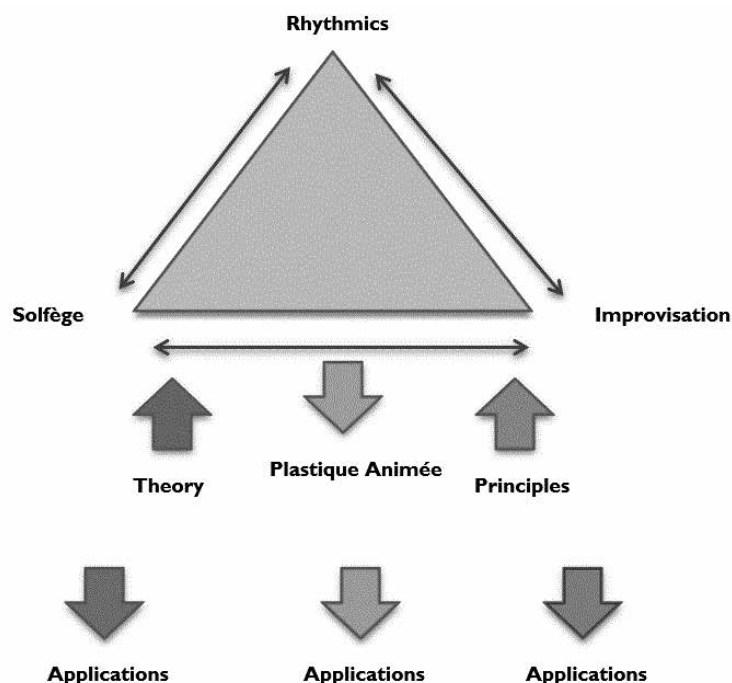 Rhythmics
Solfège
Improvisation
Theory
Plastique Animée
Principles
Applications
Applications
Applications